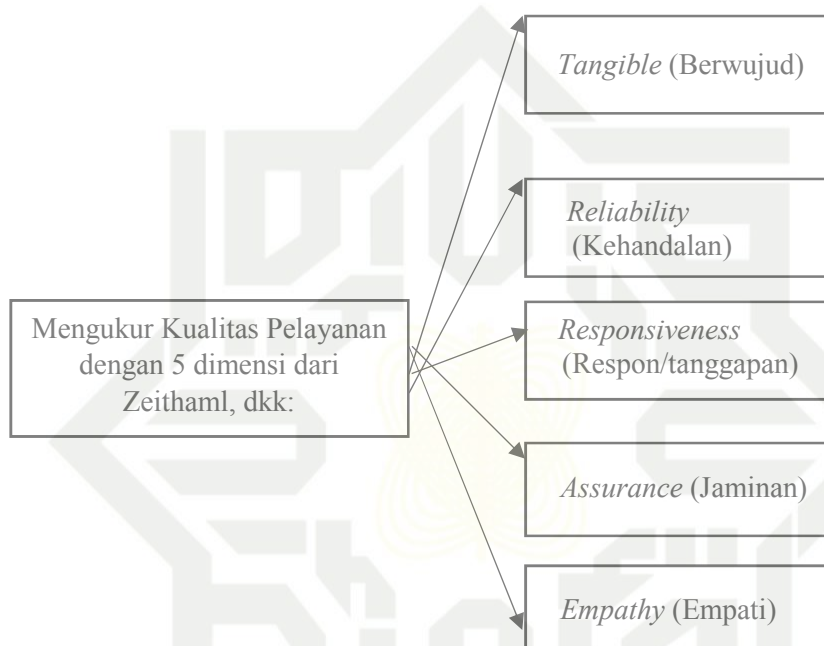 Tangible (Berwujud)
Reliability
(Kehandalan)
Mengukur Kualitas Pelayanan
dengan 5 dimensi dari
Zeithaml, dkk:
Responsiveness
(Respon/tanggapan)
Assurance (Jaminan)
Empathy (Empati)